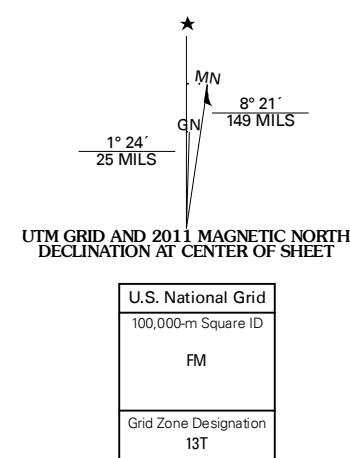 MN
GN
8° 21´
149 MILS
1° 24´
25 MILS
UTM GRID AND 2011 MAGNETIC NORTH
DECLINATION AT CENTER OF SHEET
U.S. National Grid
100,000-m Square ID
FM
Grid Zone Designation
13T